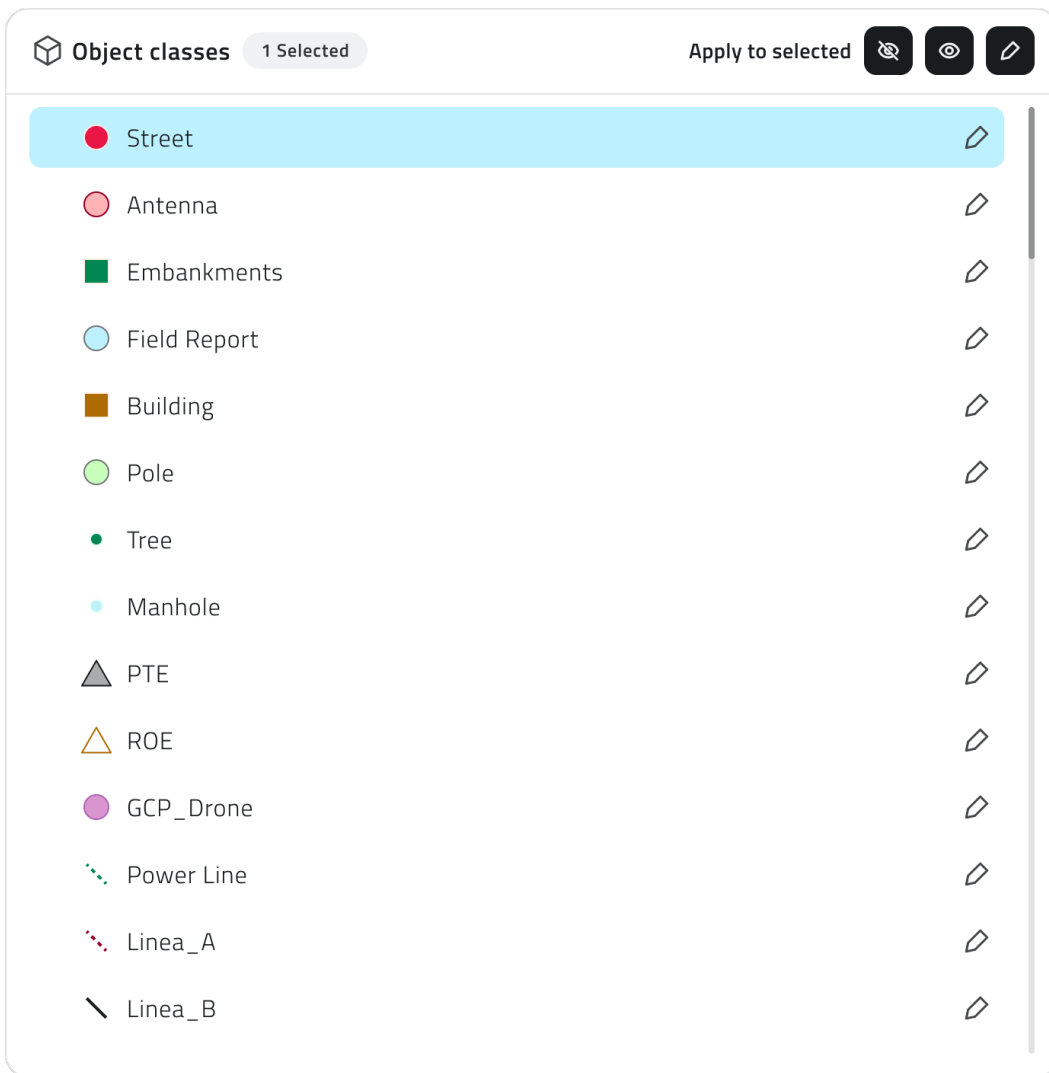 Object classes 1 Selected Apply to selected
Street
Antenna
Embankments
Field Report
Building
Pole
Tree
Manhole
PTE
ROE
GCP_Drone
Power Line
Linea_A
Linea_B